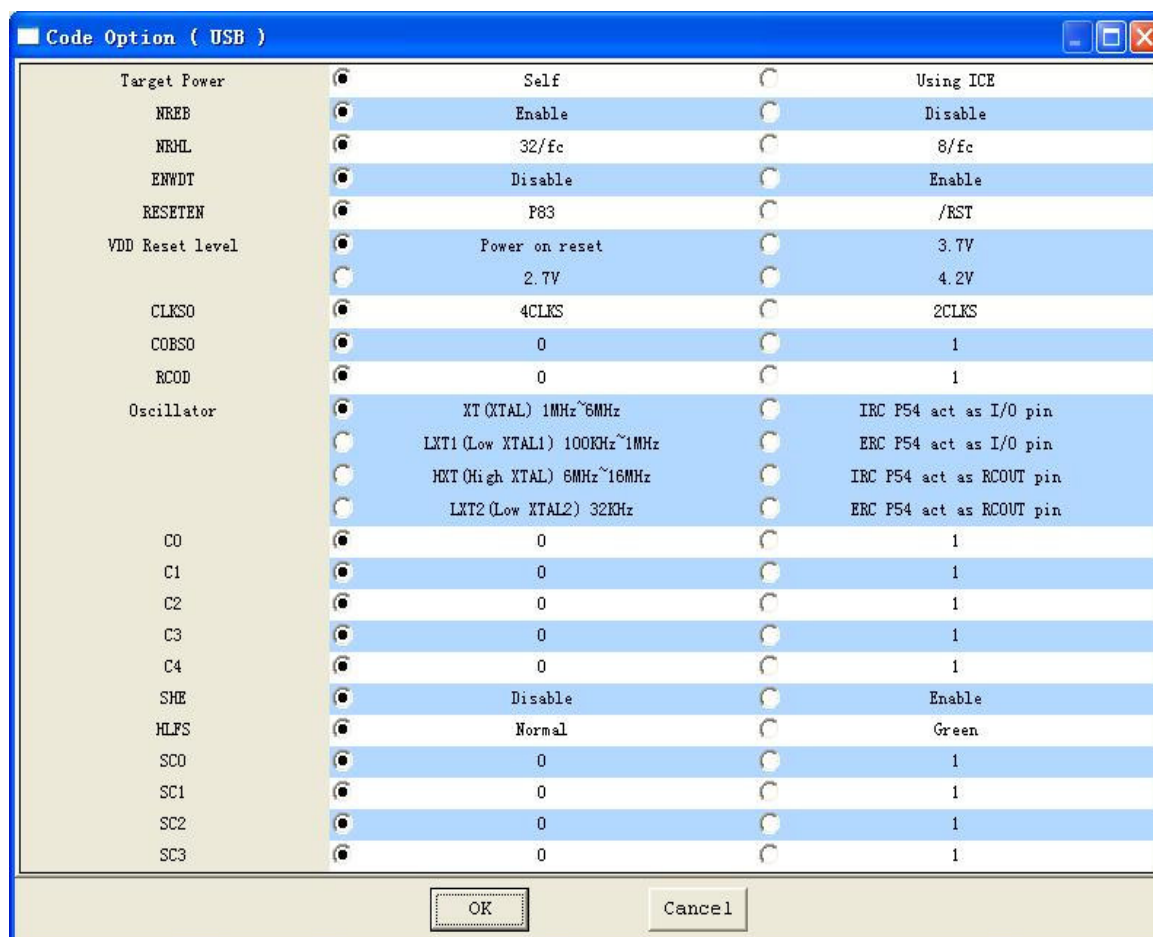 Code Option ( USB )
Target Power Self Using ICE
NREB Enable Disable
NRHL 32/fc 8/fc
ENWDT Disable Enable
RESETEN P83 /RST
VDD Reset level Power on reset 3.7V
2.7V 4.2V
CLKS0 4CLKS 2CLKS
COBS0 0 1
RCOD 0 1
Oscillator XT(XTAL) 1MHz~6MHz IRC P54 act as I/O pin
LXT1(Low XTAL1) 100KHz~1MHz ERC P54 act as I/O pin
HXT(High XTAL) 6MHz~16MHz IRC P54 act as RCOUT pin
LXT2(Low XTAL2) 32KHz ERC P54 act as RCOUT pin
C0 0 1
C1 0 1
C2 0 1
C3 0 1
C4 0 1
SHE Disable Enable
HLFS Normal Green
SC0 0 1
SC1 0 1
SC2 0 1
SC3 0 1
OK Cancel